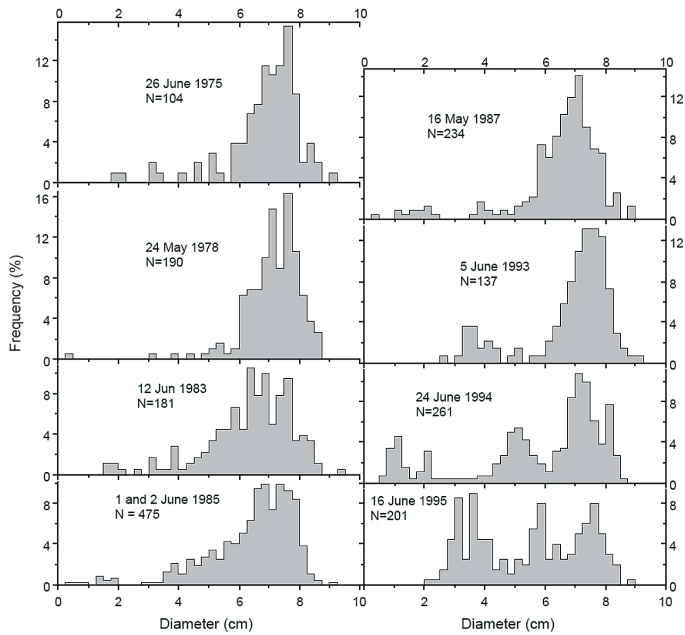 0 2 4 6 8 10
0 2 4 6 8 10
12
8
4
0
26 June 1975
N=104
16 May 1987
N=234
12
8
4
0
16
12
8
4
0
24 May 1978
N=190
5 June 1993
N=137
12
8
4
0
Frequency (%)
8
4
0
12 Jun 1983
N=181
24 June 1994
N=261
8
4
0
8
4
0
1 and 2 June 1985
N = 475
16 June 1995
N=201
8
4
0
0 2 4 6 8 10
2 4 6 8 10
Diameter (cm)
Diameter (cm)